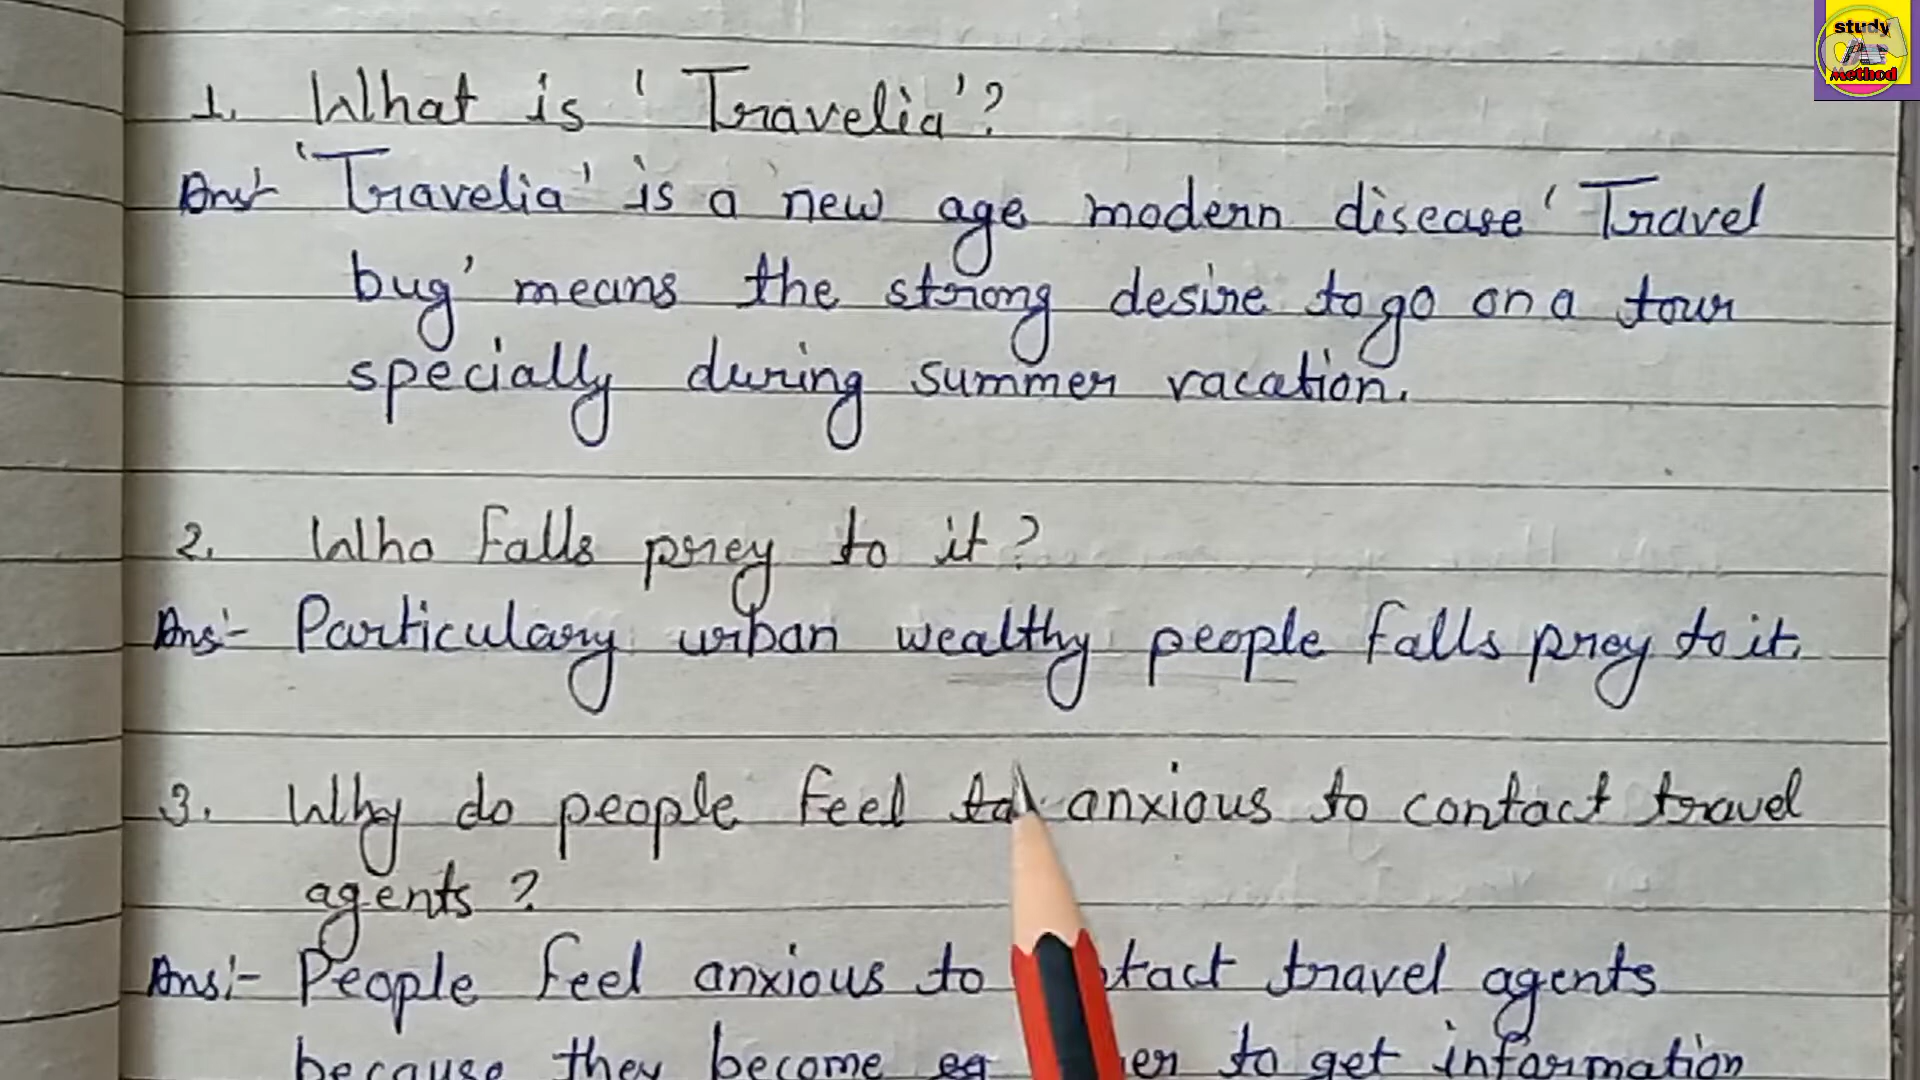 study
Method
1. What is 'Travelia'?
Ans- 'Travelia' is a new age modern disease 'Travel
bug' means the strong desire to go on a tour
specially during summer vacation.
2. Who falls prey to it?
Ans:- Particulary urban wealthy people falls prey to it.
3. Why do people feel anxious to contact travel
agents?
Ans:- People feel anxious to travel agents
because they become to get information